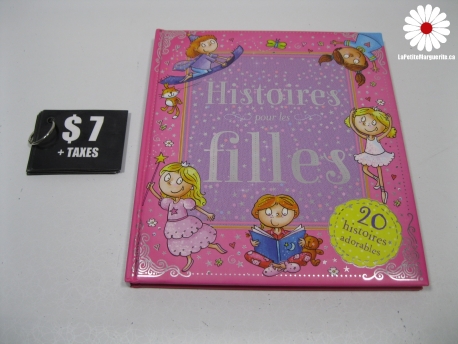 LaPetiteMarguerite.ca
$ 7
+ TAXES
Histoires
pour les
filles
20
histoires
adorables